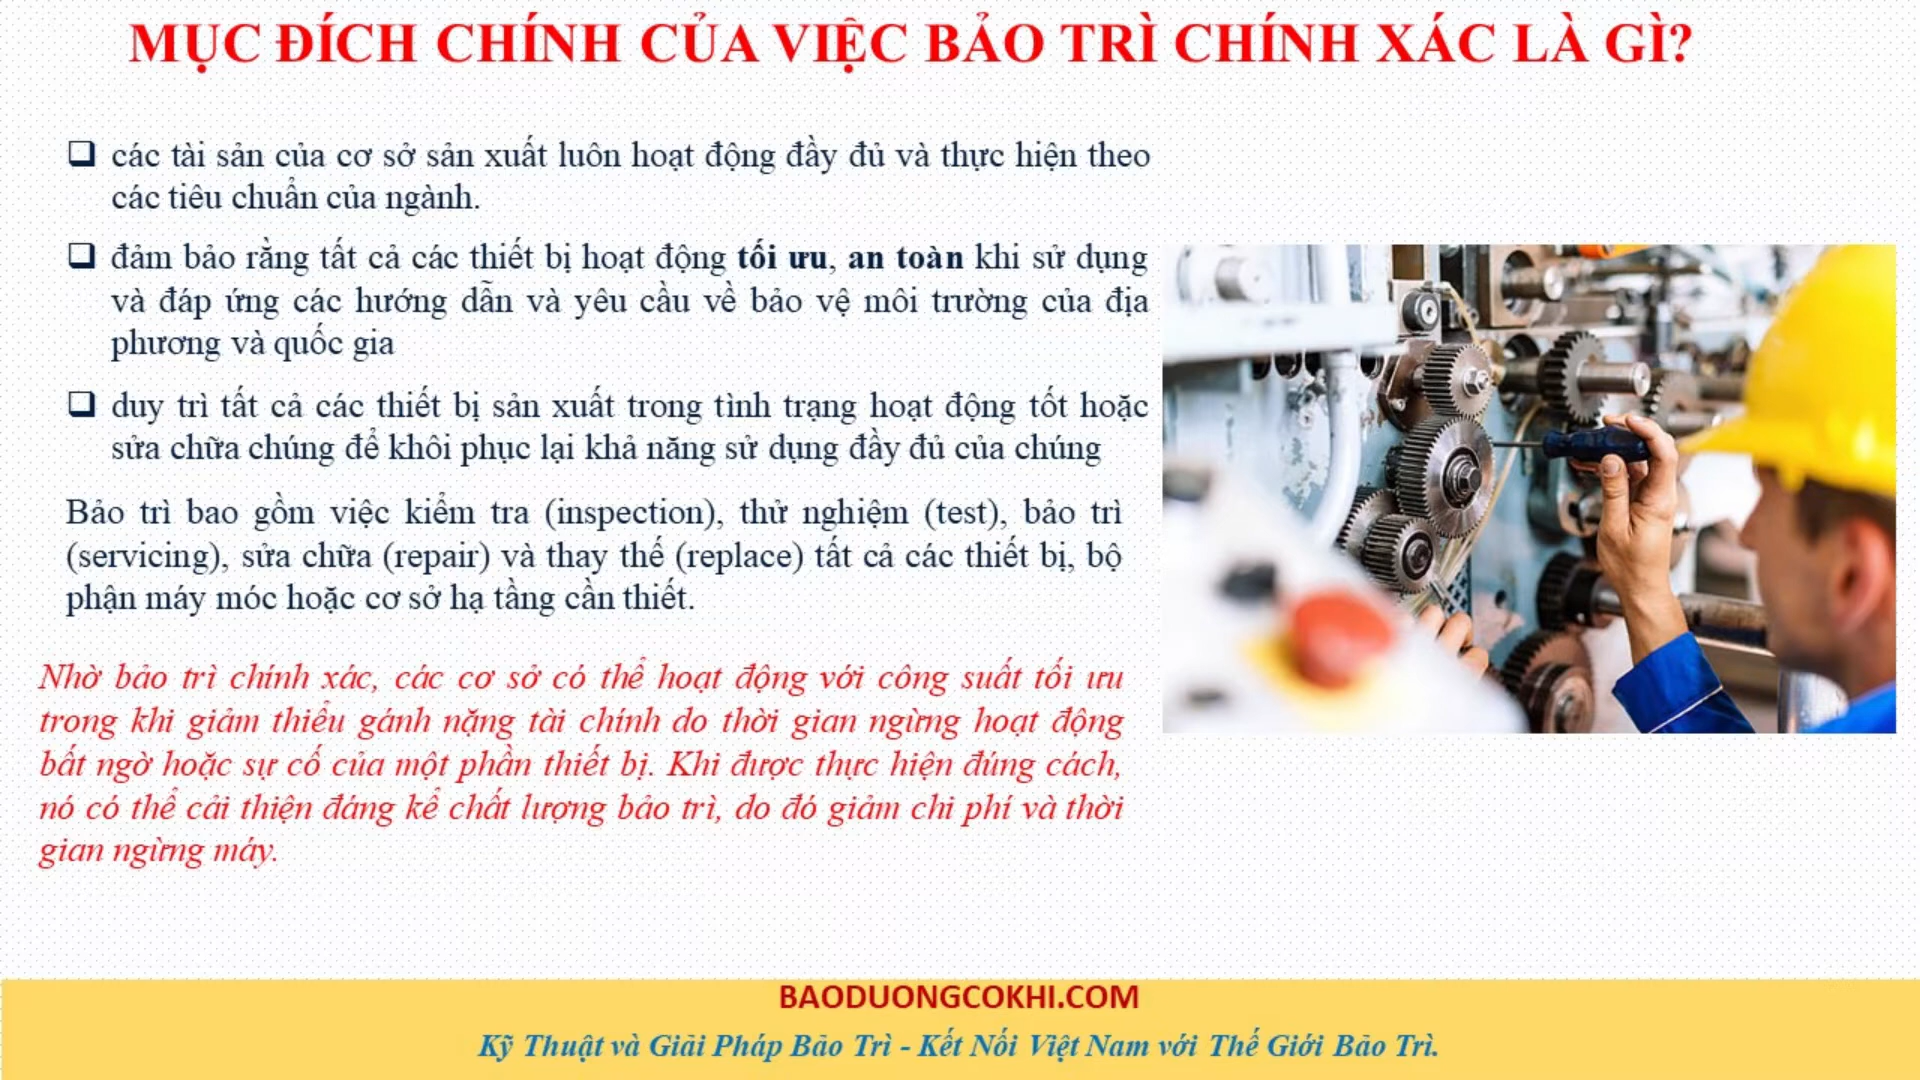 MỤC ĐÍCH CHÍNH CỦA VIỆC BẢO TRÌ CHÍNH XÁC LÀ GÌ?
các tài sản của cơ sở sản xuất luôn hoạt động đầy đủ và thực hiện theo
các tiêu chuẩn của ngành.
đảm bảo rằng tất cả các thiết bị hoạt động tối ưu, an toàn khi sử dụng
và đáp ứng các hướng dẫn và yêu cầu về bảo vệ môi trường của địa
phương và quốc gia
duy trì tất cả các thiết bị sản xuất trong tình trạng hoạt động tốt hoặc
sửa chữa chúng để khôi phục lại khả năng sử dụng đầy đủ của chúng
Bảo trì bao gồm việc kiểm tra (inspection), thử nghiệm (test), bảo trì
(servicing), sửa chữa (repair) và thay thế (replace) tất cả các thiết bị, bộ
phận máy móc hoặc cơ sở hạ tầng cần thiết.
Nhờ bảo trì chính xác, các cơ sở có thể hoạt động với công suất tối ưu
trong khi giảm thiểu gánh nặng tài chính do thời gian ngừng hoạt động
bất ngờ hoặc sự cố của một phần thiết bị. Khi được thực hiện đúng cách,
nó có thể cải thiện đáng kể chất lượng bảo trì, do đó giảm chi phí và thời
gian ngừng máy.
BAODUONGCOKHI.COM
Kỹ Thuật và Giải Pháp Bảo Trì - Kết Nối Việt Nam với Thế Giới Bảo Trì.